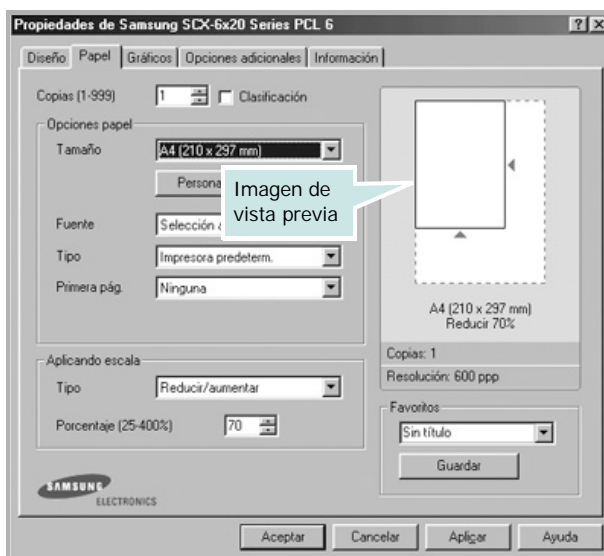 Propiedades de Samsung SCX-6x20 Series PCL 6
Diseño Papel Gráficos Opciones adicionales Información
Copias (1-999) 1 Clasificación
Opciones papel
Tamaño A4 (210 x 297 mm)
Imagen de
vista previa
Fuente Selección
Tipo Impresora predeterm.
Primera pág. Ninguna
Aplicando escala
Tipo Reducir/aumentar
Porcentaje (25-400%) 70
A4 (210 x 297 mm)
Reducir 70%
Copias: 1
Resolución: 600 ppp
Favoritos
Sin título
Guardar
SAMSUNG
ELECTRONICS
Aceptar Cancelar Aplicar Ayuda